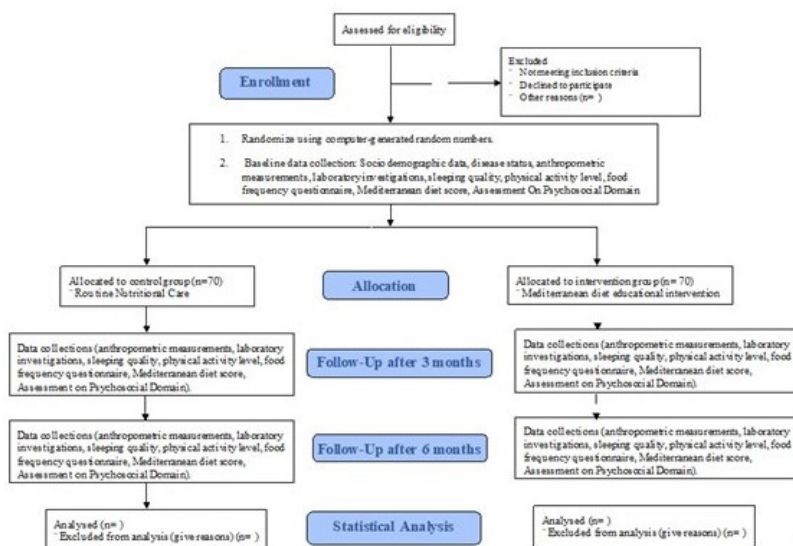 Assessed for eligibility
Excluded
¨ Not meeting inclusion criteria
¨ Declined to participate
¨ Other reasons (n= )
Enrollment
1. Randomize using computer-generated random numbers.
2. Baseline data collection: Socio demographic data, disease status, anthropometric
measurements, laboratory investigations, sleeping quality, physical activity level, food
frequency questionnaire, Mediterranean diet score, Assessment On Psychosocial Domain
Allocated to control group (n=70)
¨ Routine Nutritional Care
Allocation
Allocated to intervention group (n= 70)
¨ Mediterranean diet educational intervention
Data collections (anthropometric measurements, laboratory
investigations, sleeping quality, physical activity level, food
frequency questionnaire, Mediterranean diet score,
Assessment on Psychosocial Domain).
Follow-Up after 3 months
Data collections (anthropometric measurements, laboratory
investigations, sleeping quality, physical activity level, food
frequency questionnaire, Mediterranean diet score,
Assessment on Psychosocial Domain).
Data collections (anthropometric measurements, laboratory
investigations, sleeping quality, physical activity level, food
frequency questionnaire, Mediterranean diet score,
Assessment on Psychosocial Domain).
Follow-Up after 6 months
Data collections (anthropometric measurements, laboratory
investigations, sleeping quality, physical activity level, food
frequency questionnaire, Mediterranean diet score,
Assessment on Psychosocial Domain).
Analysed (n= )
¨ Excluded from analysis (give reasons) (n= )
Statistical Analysis
Analysed (n= )
¨ Excluded from analysis (give reasons) (n= )